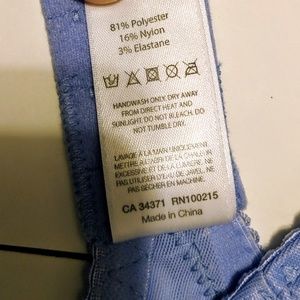 81% Polyester
16% Nylon
3% Elastane
HANDWASH ONLY. DRY AWAY
FROM DIRECT HEAT AND
SUNLIGHT. DO NOT BLEACH. DO
NOT TUMBLE DRY.
LAVAGE À LA MAIN UNIQUEMENT.
METTRE À L'ABRI DE LA CHALEUR
EXCESSIVE ET DE LA LUMIÈRE. NE
PAS UTILISER D'EAU DE JAVEL. NE
PAS SÉCHER EN MACHINE.
CA 34371 RN100215
Made in China